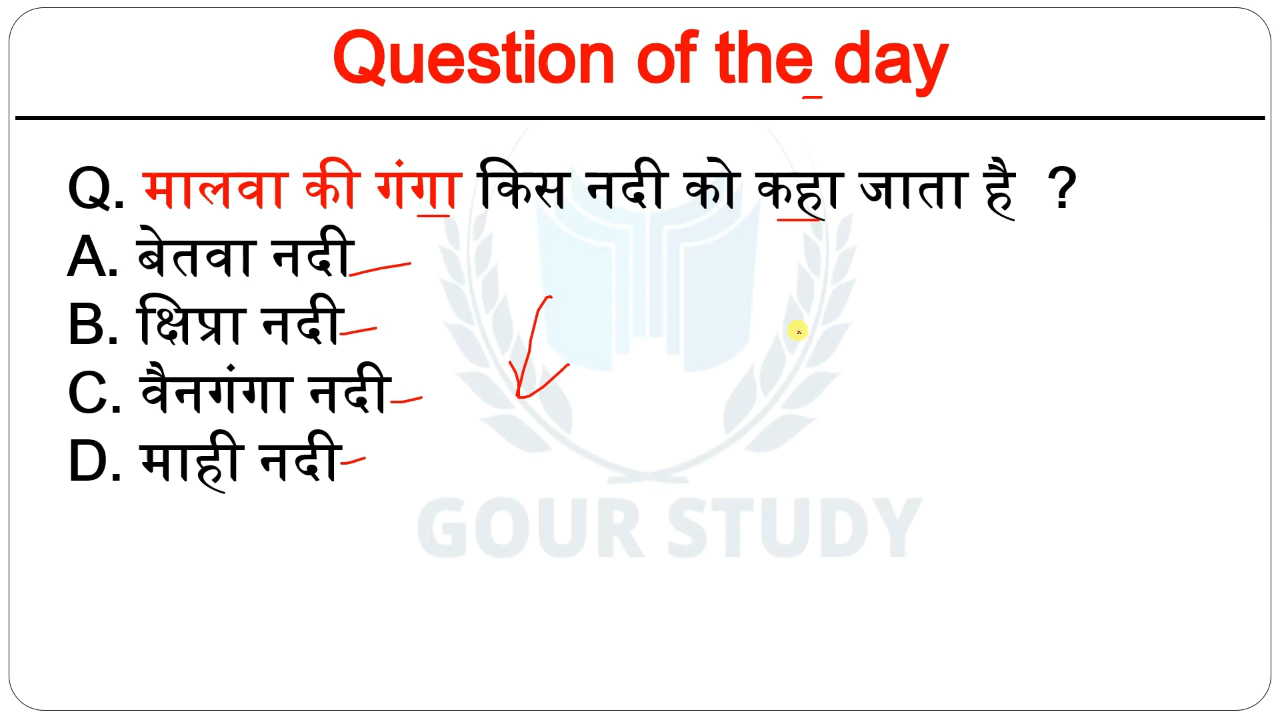 Question of the day
Q. मालवा की गंगा किस नदी को कहा जाता है ?
A. बेतवा नदी
B. क्षिप्रा नदी
C. वैनगंगा नदी
D. माही नदी
GOUR STUDY